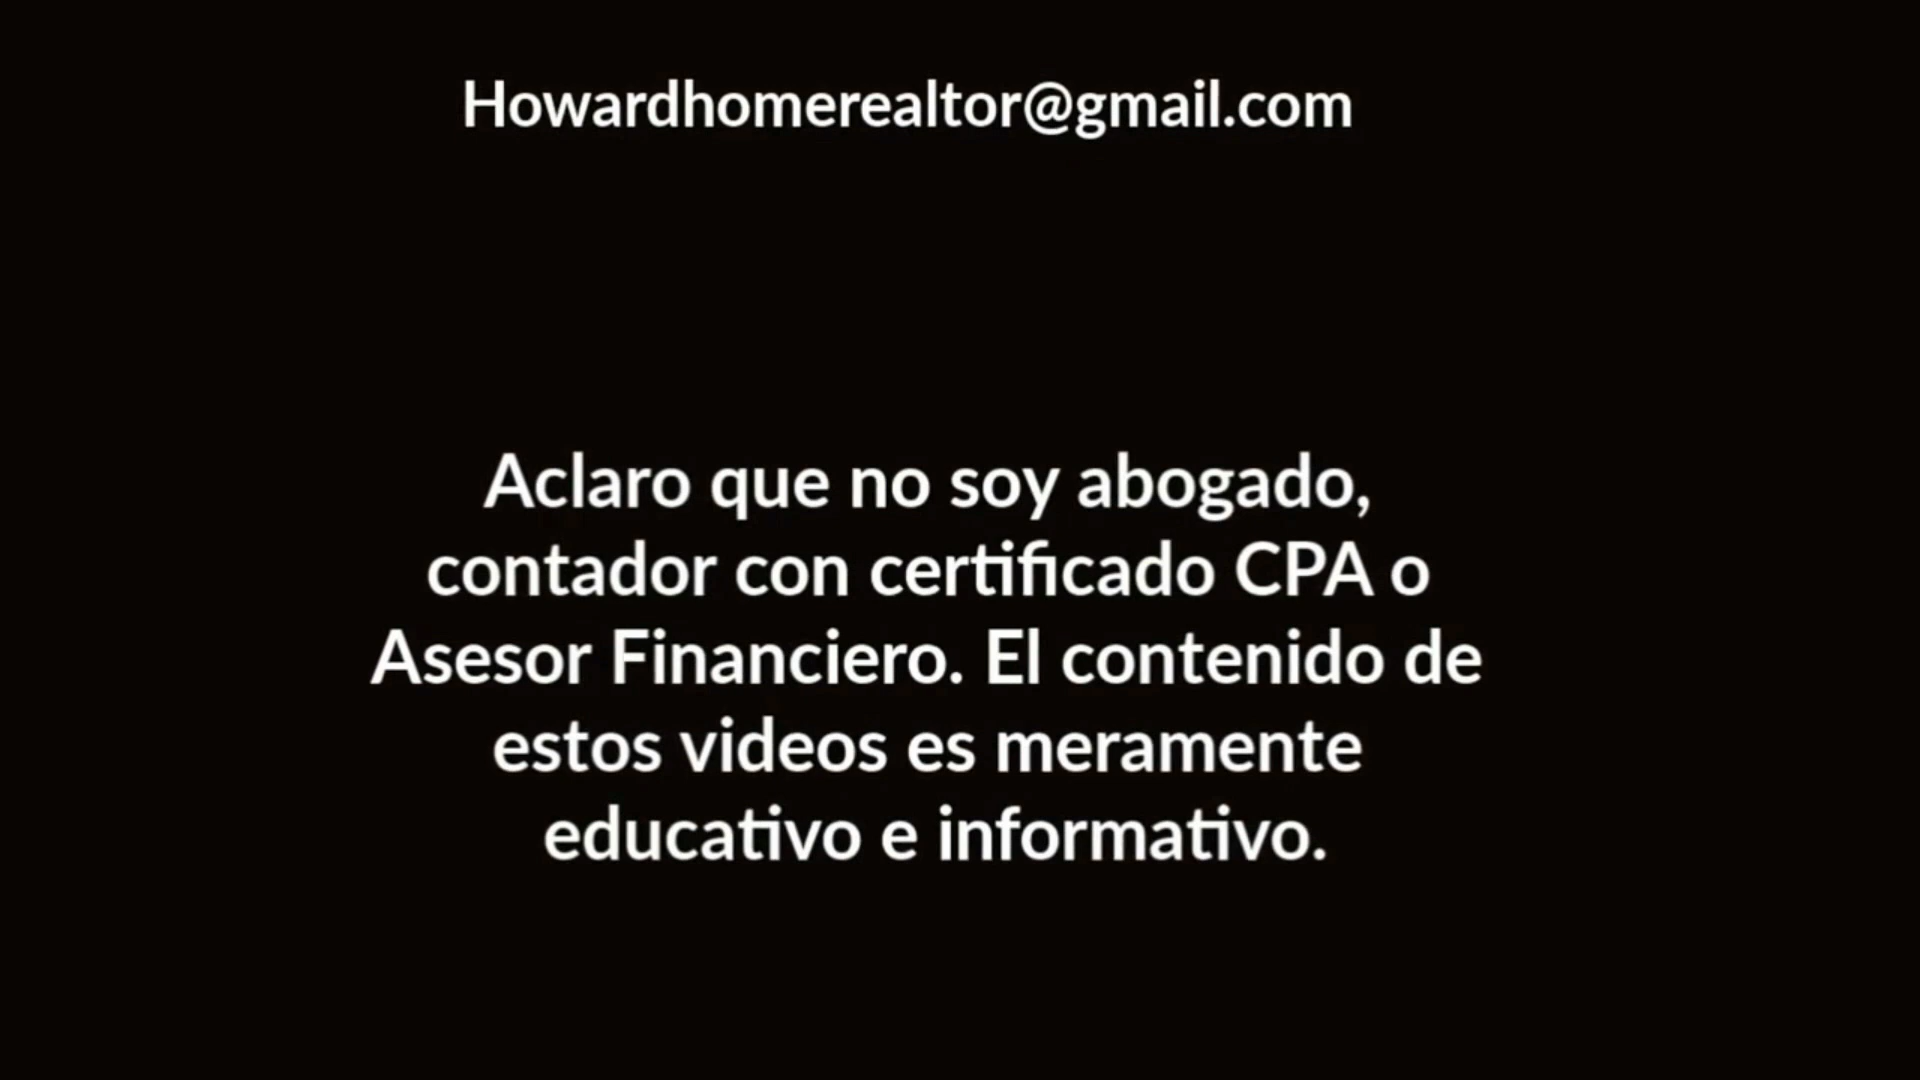 Howardhomerealtor@gmail.com
Aclaro que no soy abogado,
contador con certificado CPA o
Asesor Financiero. El contenido de
estos videos es meramente
educativo e informativo.